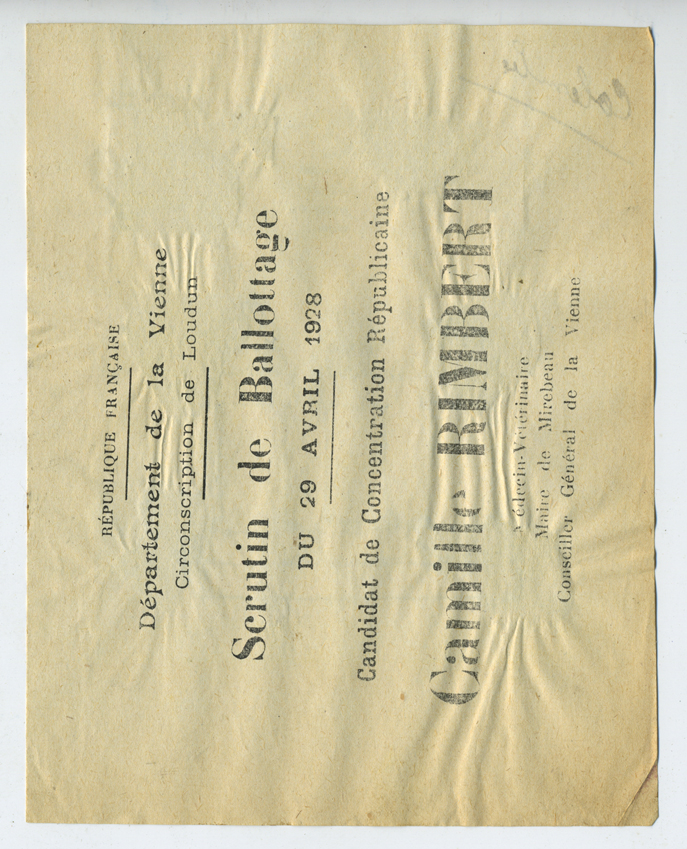 RÉPUBLIQUE FRANÇAISE
Département de la Vienne
Circonscription de Loudun
Scrutin de Ballottage
DU 29 AVRIL 1928
Candidat de Concentration Républicaine
Camille RIMBERT
Médecin-Vétérinaire
Maire de Mirebeau
Conseiller Général de la Vienne